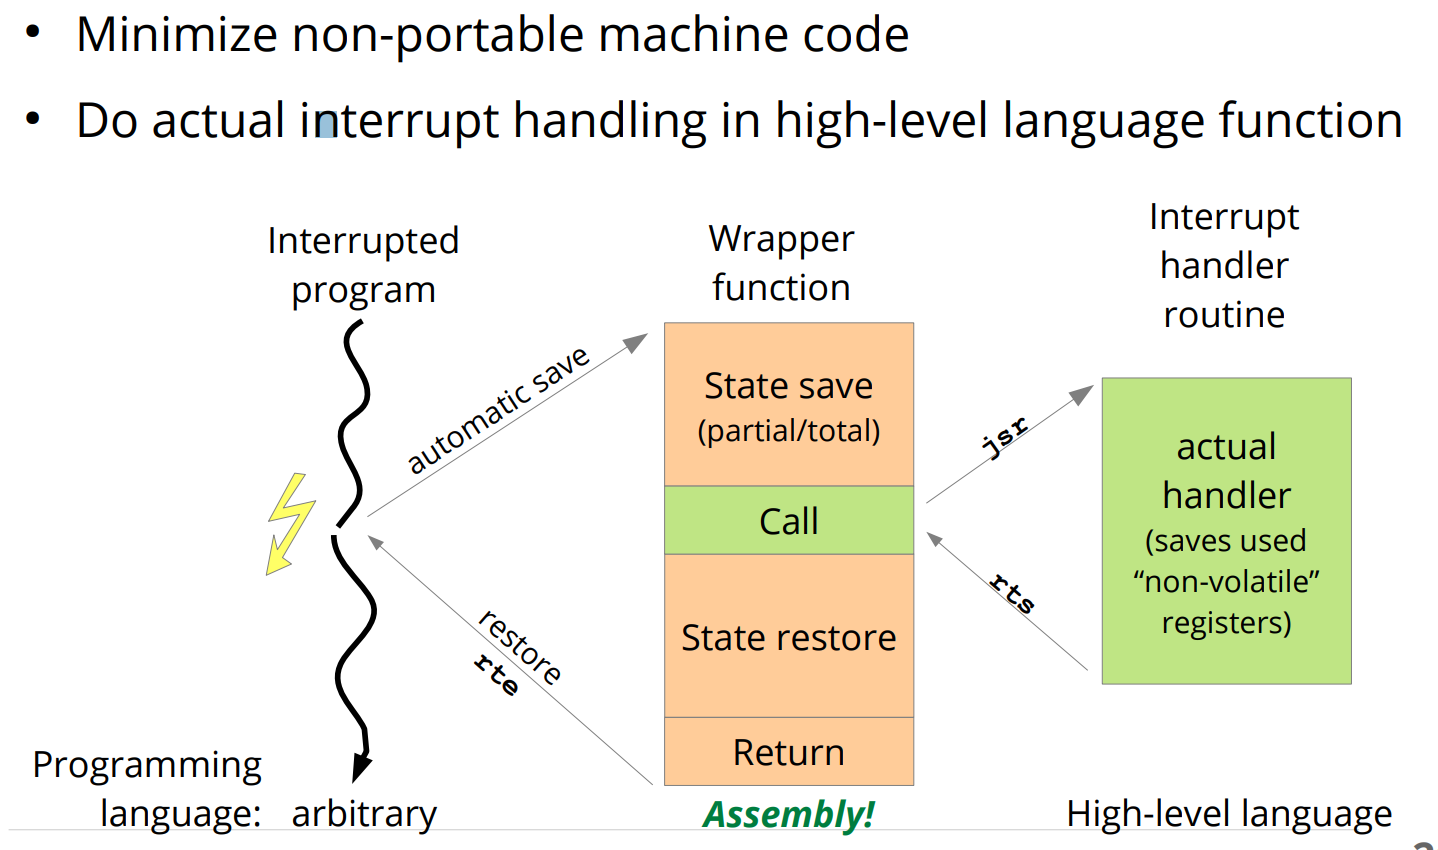 • Minimize non-portable machine code
• Do actual interrupt handling in high-level language function
Interrupted
program
Wrapper
function
Interrupt
handler
routine
automatic save
State save
(partial/total)
Call
State restore
Return
jsr
rts
actual
handler
(saves used
“non-volatile”
registers)
restore
rte
Programming
language: arbitrary
Assembly!
High-level language